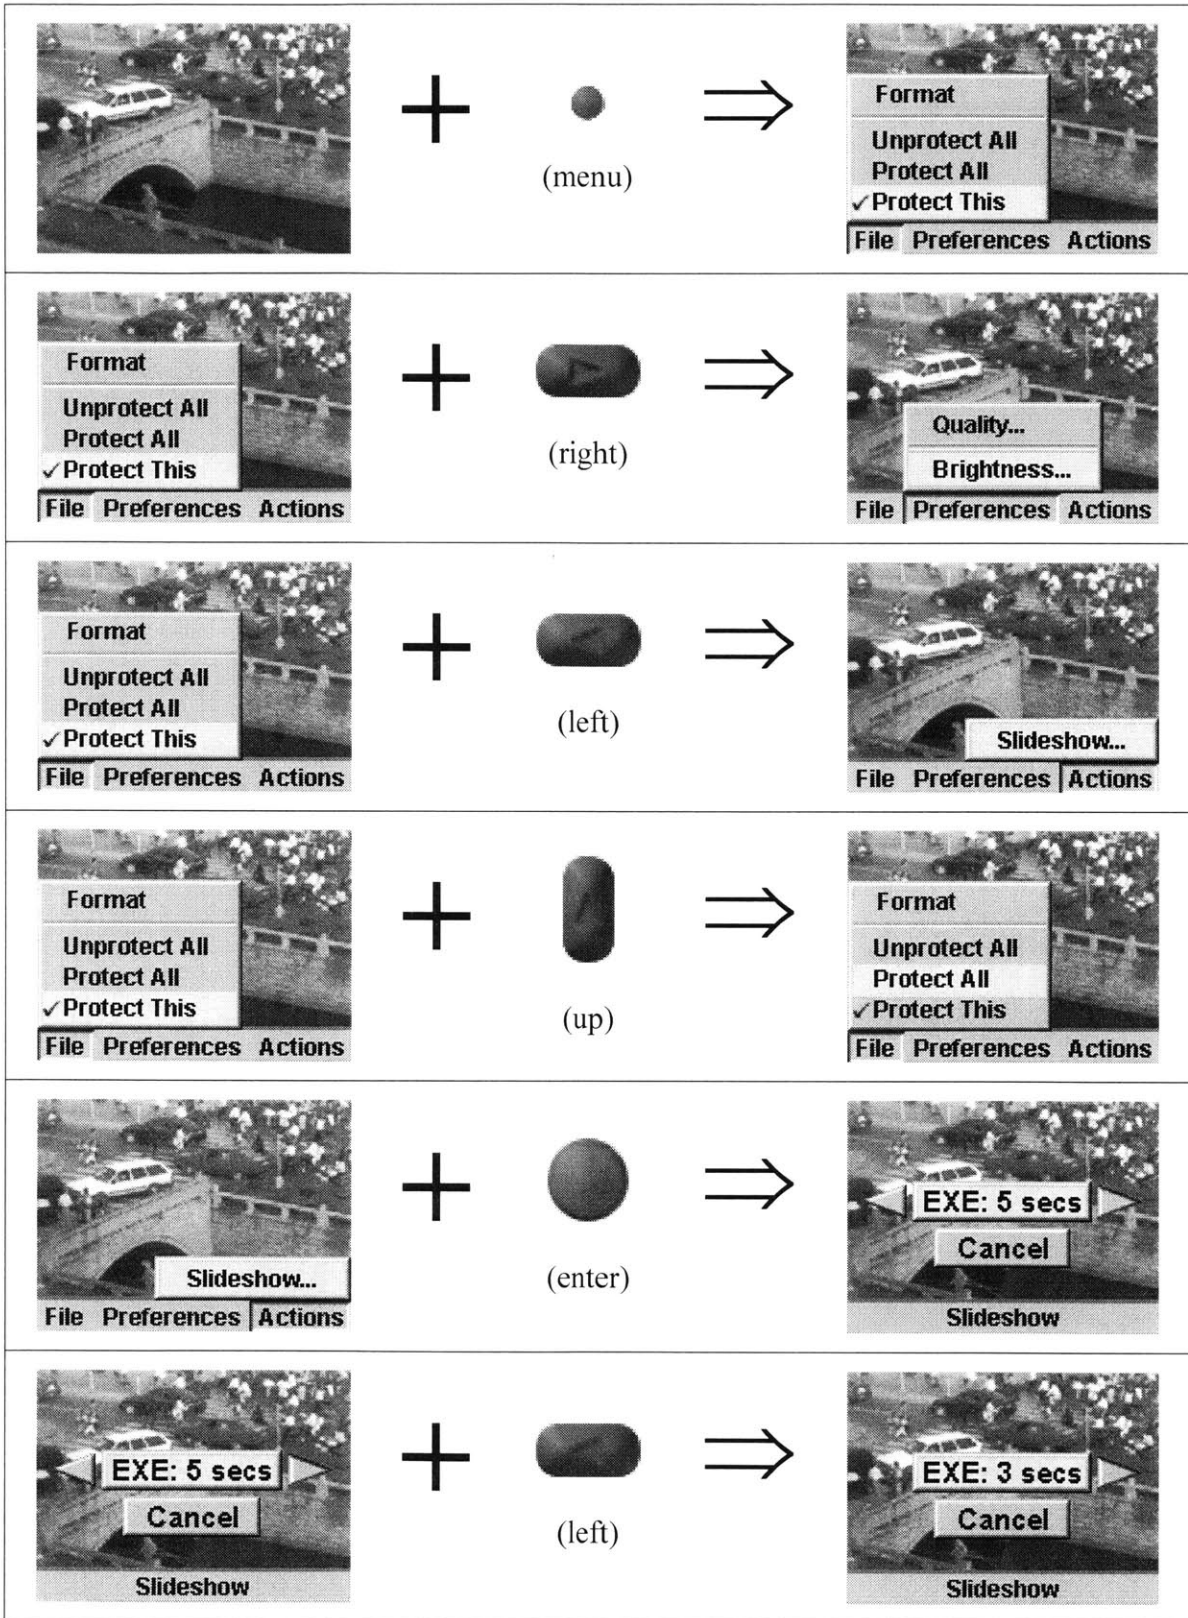 Format
Unprotect All
Protect All
✓Protect This
File Preferences Actions
(menu)
Format
Unprotect All
Protect All
✓Protect This
File Preferences Actions
(right)
Quality...
Brightness...
File Preferences Actions
Format
Unprotect All
Protect All
✓Protect This
File Preferences Actions
(left)
Slideshow...
File Preferences Actions
Format
Unprotect All
Protect All
✓Protect This
File Preferences Actions
(up)
Format
Unprotect All
Protect All
✓Protect This
File Preferences Actions
Slideshow...
File Preferences Actions
(enter)
EXE: 5 secs
Cancel
Slideshow
EXE: 5 secs
Cancel
Slideshow
(left)
EXE: 3 secs
Cancel
Slideshow